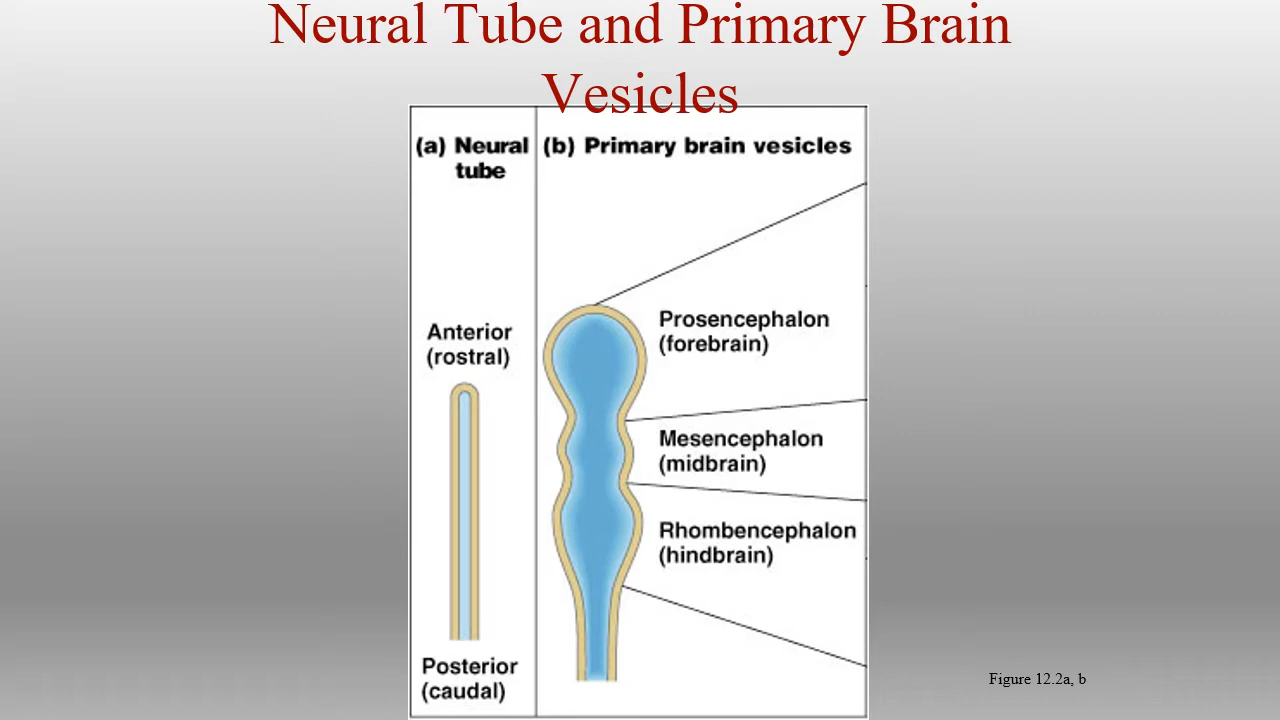 Neural Tube and Primary Brain
Vesicles
(a) Neural
tube
(b) Primary brain vesicles
Anterior
(rostral)
Posterior
(caudal)
Prosencephalon
(forebrain)
Mesencephalon
(midbrain)
Rhombencephalon
(hindbrain)
Figure 12.2a, b